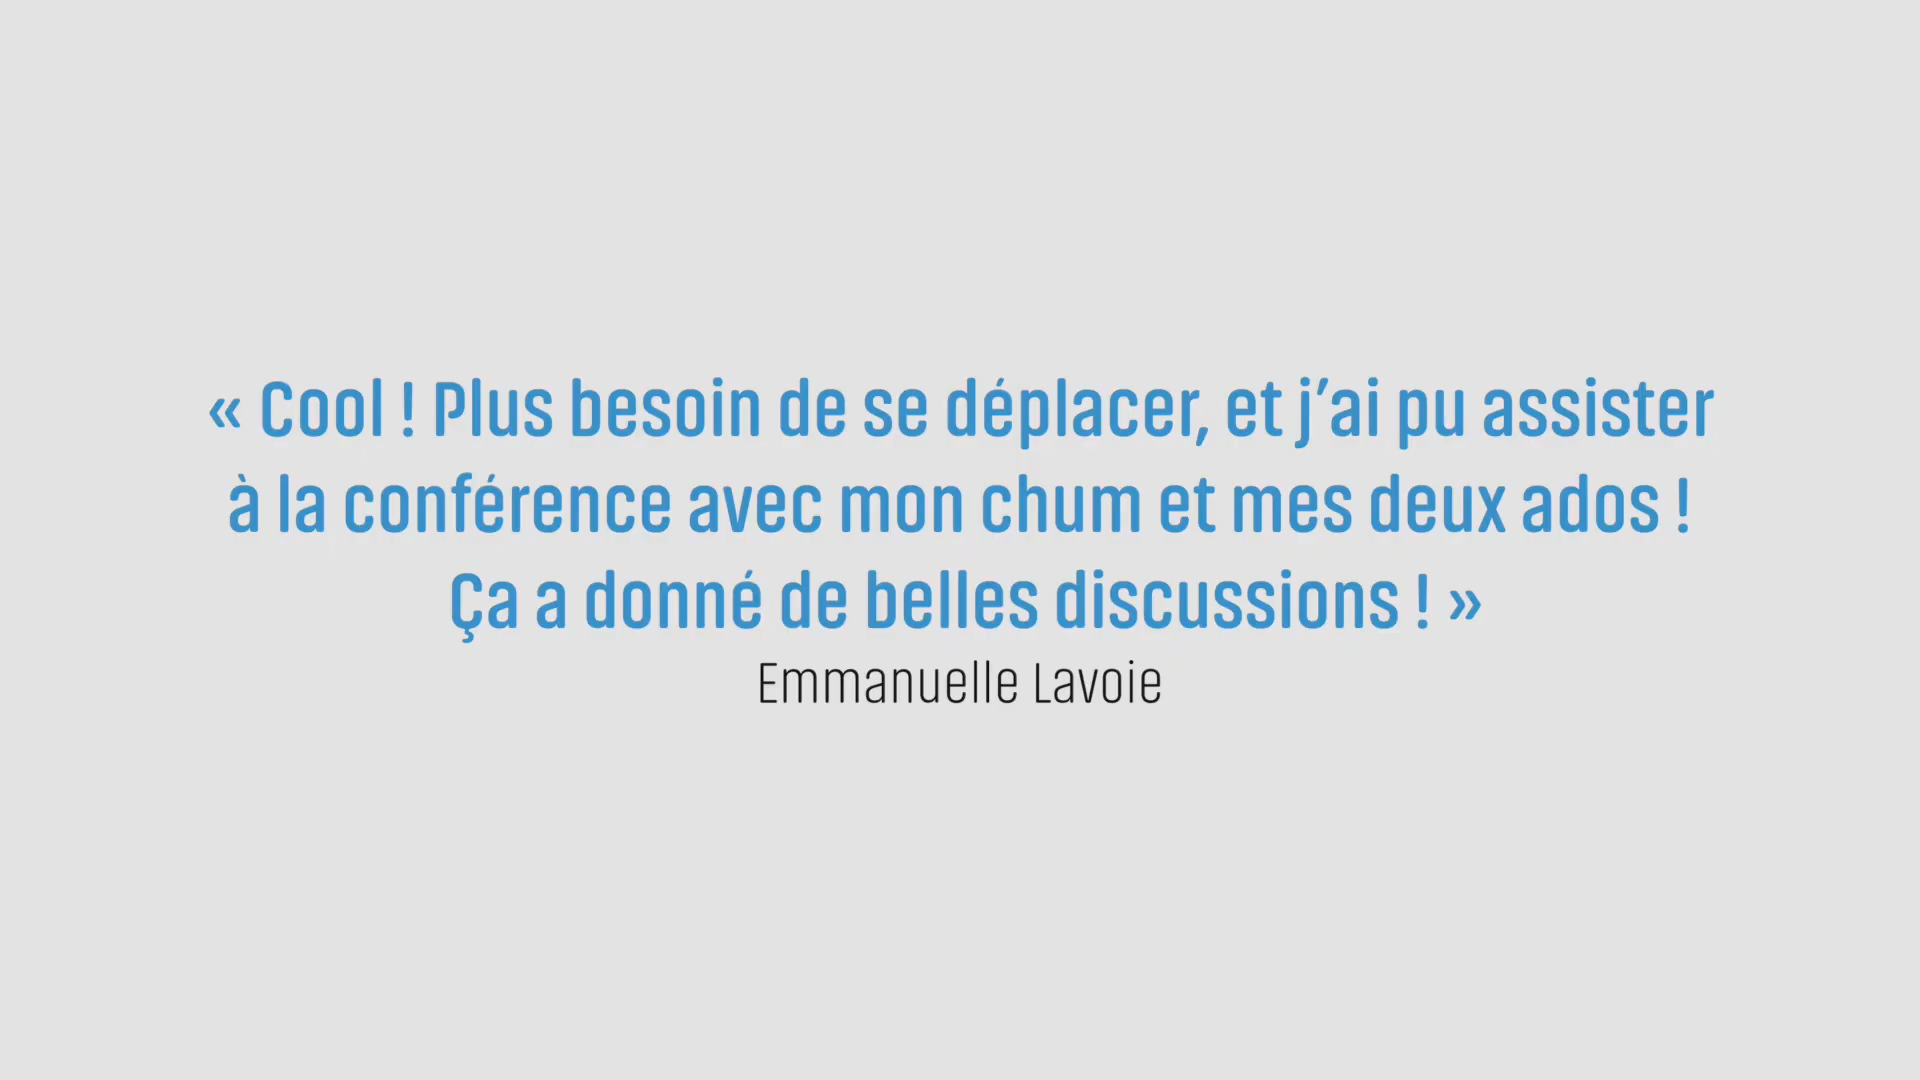 « Cool ! Plus besoin de se déplacer, et j’ai pu assister
à la conférence avec mon chum et mes deux ados !
Ça a donné de belles discussions ! »
Emmanuelle Lavoie